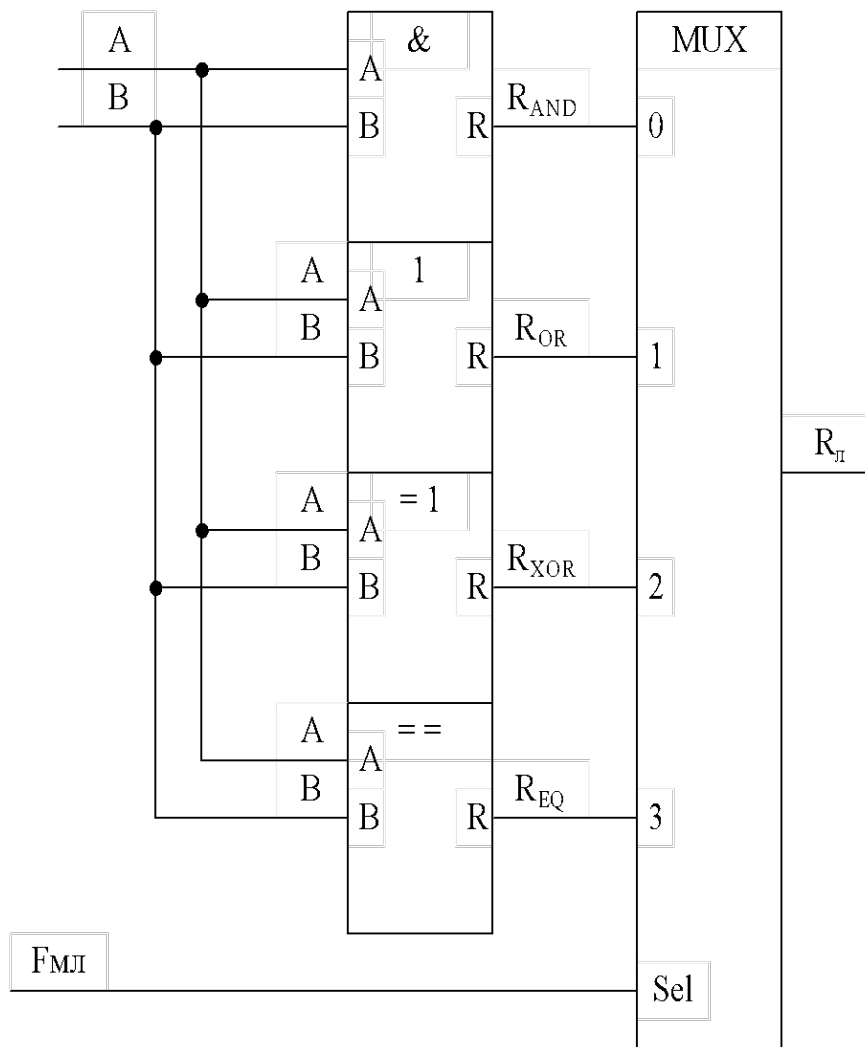 A & MUX
A
B R_AND
B R 0
A 1
A
B R_OR
B R 1
R_л
A = 1
A
B R_XOR
B R 2
A = =
A
B R_EQ
B R 3
Fмл
Sel